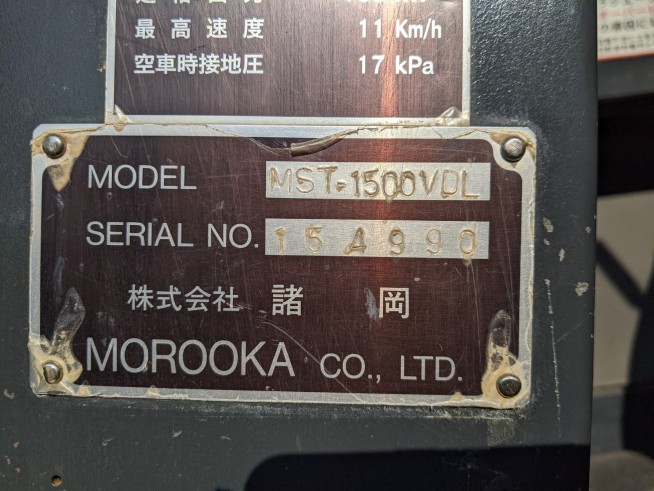 最高速度 11 Km/h
空車時接地圧 17 kPa
MODEL MST-1500VDL
SERIAL NO. 154990
株式会社 諸岡
MOROOKA CO., LTD.